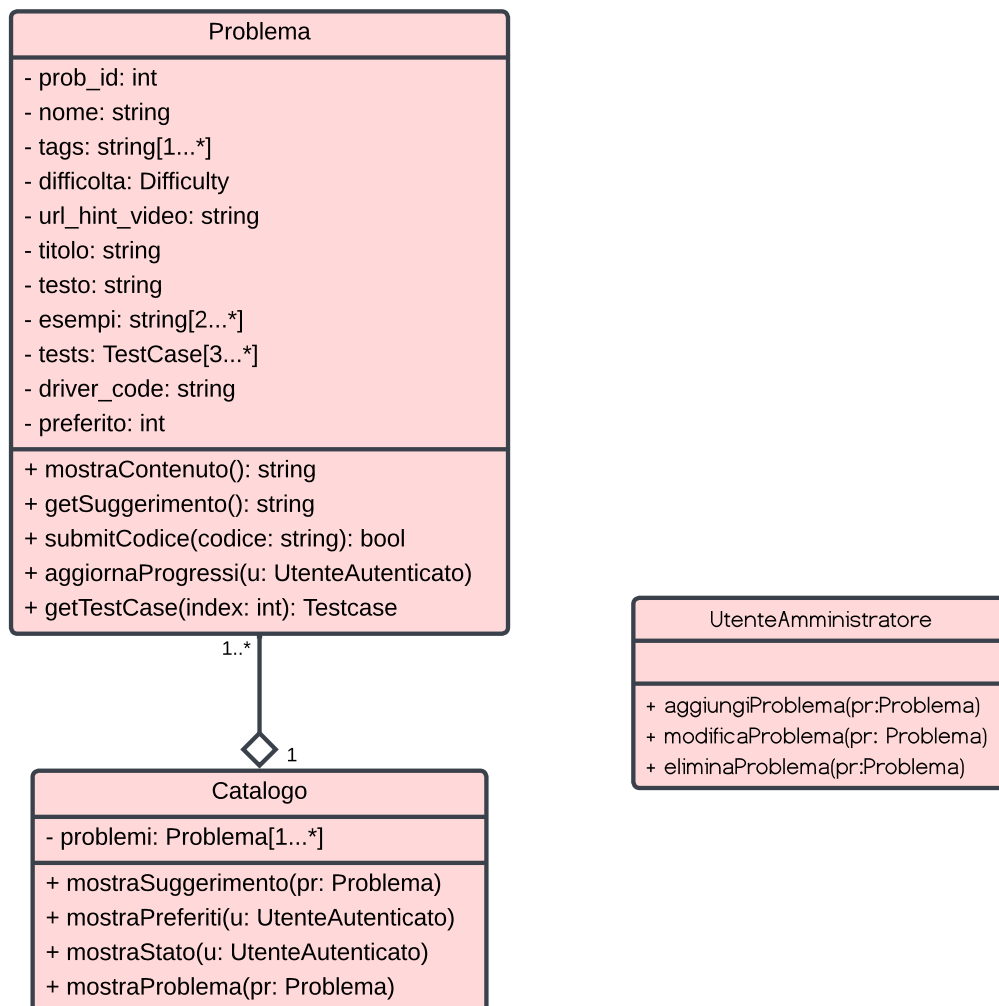 Problema
- prob_id: int
- nome: string
- tags: string[1...*]
- difficolta: Difficulty
- url_hint_video: string
- titolo: string
- testo: string
- esempi: string[2...*]
- tests: TestCase[3...*]
- driver_code: string
- preferito: int
+ mostraContenuto(): string
+ getSuggerimento(): string
+ submitCodice(codice: string): bool
+ aggiornaProgressi(u: UtenteAutenticato)
+ getTestCase(index: int): Testcase
1..*
1
Catalogo
- problemi: Problema[1...*]
+ mostraSuggerimento(pr: Problema)
+ mostraPreferiti(u: UtenteAutenticato)
+ mostraStato(u: UtenteAutenticato)
+ mostraProblema(pr: Problema)
UtenteAmministratore
+ aggiungiProblema(pr:Problema)
+ modificaProblema(pr: Problema)
+ eliminaProblema(pr:Problema)